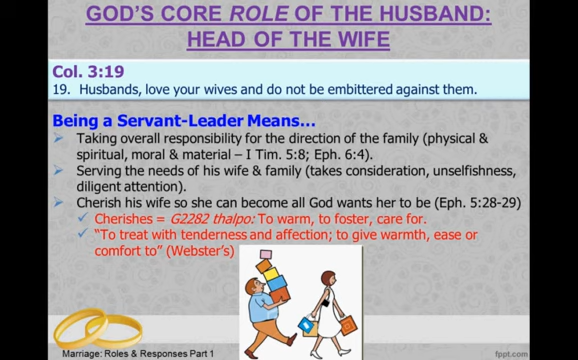 GOD'S CORE ROLE OF THE HUSBAND:
HEAD OF THE WIFE
Col. 3:19
19. Husbands, love your wives and do not be embittered against them.
Being a Servant-Leader Means…
Taking overall responsibility for the direction of the family (physical &
spiritual, moral & material – I Tim. 5:8; Eph. 6:4).
Serving the needs of his wife & family (takes consideration, unselfishness,
diligent attention).
Cherish his wife so she can become all God wants her to be (Eph. 5:28-29)
Cherishes = G2282 thalpo: To warm, to foster, care for.
"To treat with tenderness and affection; to give warmth, ease or
comfort to" (Webster's)
Marriage: Roles & Responses Part 1
fppt.com